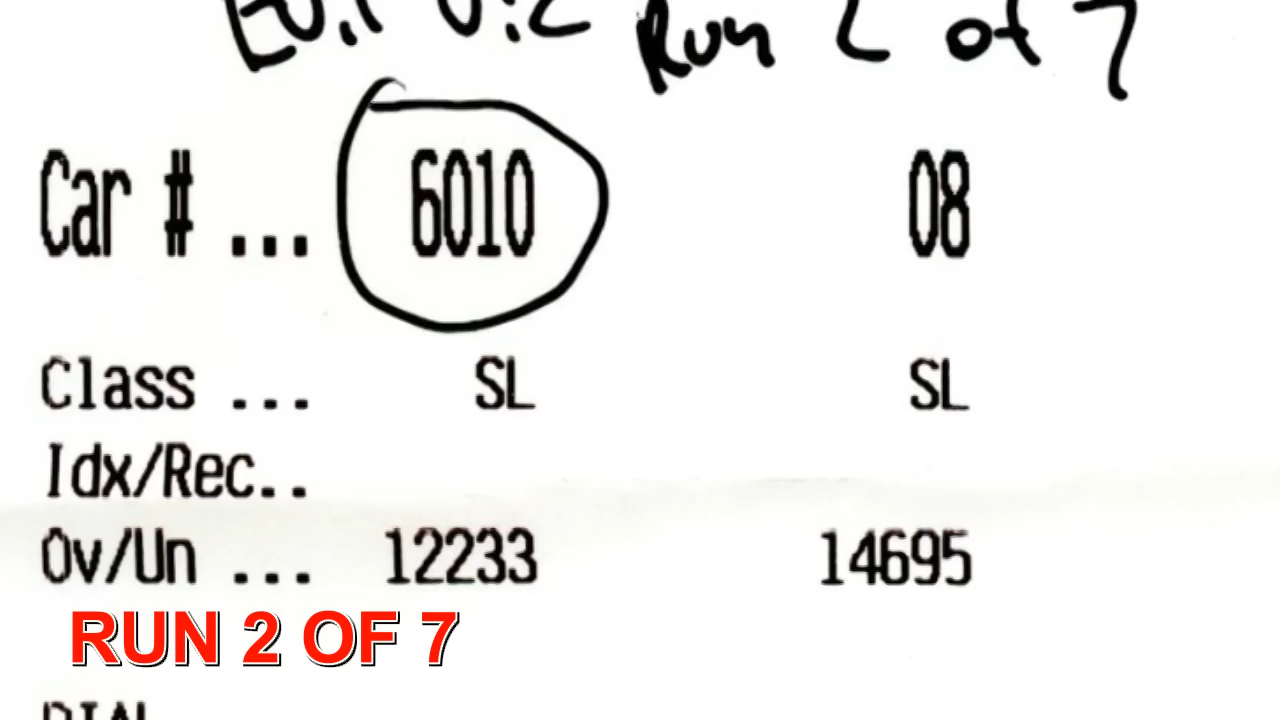 Run 2 of 7
Car # ... 6010 08
Class ... SL SL
Idx/Rec..
Ov/Un ... 12233 14695
RUN 2 OF 7
DIAL